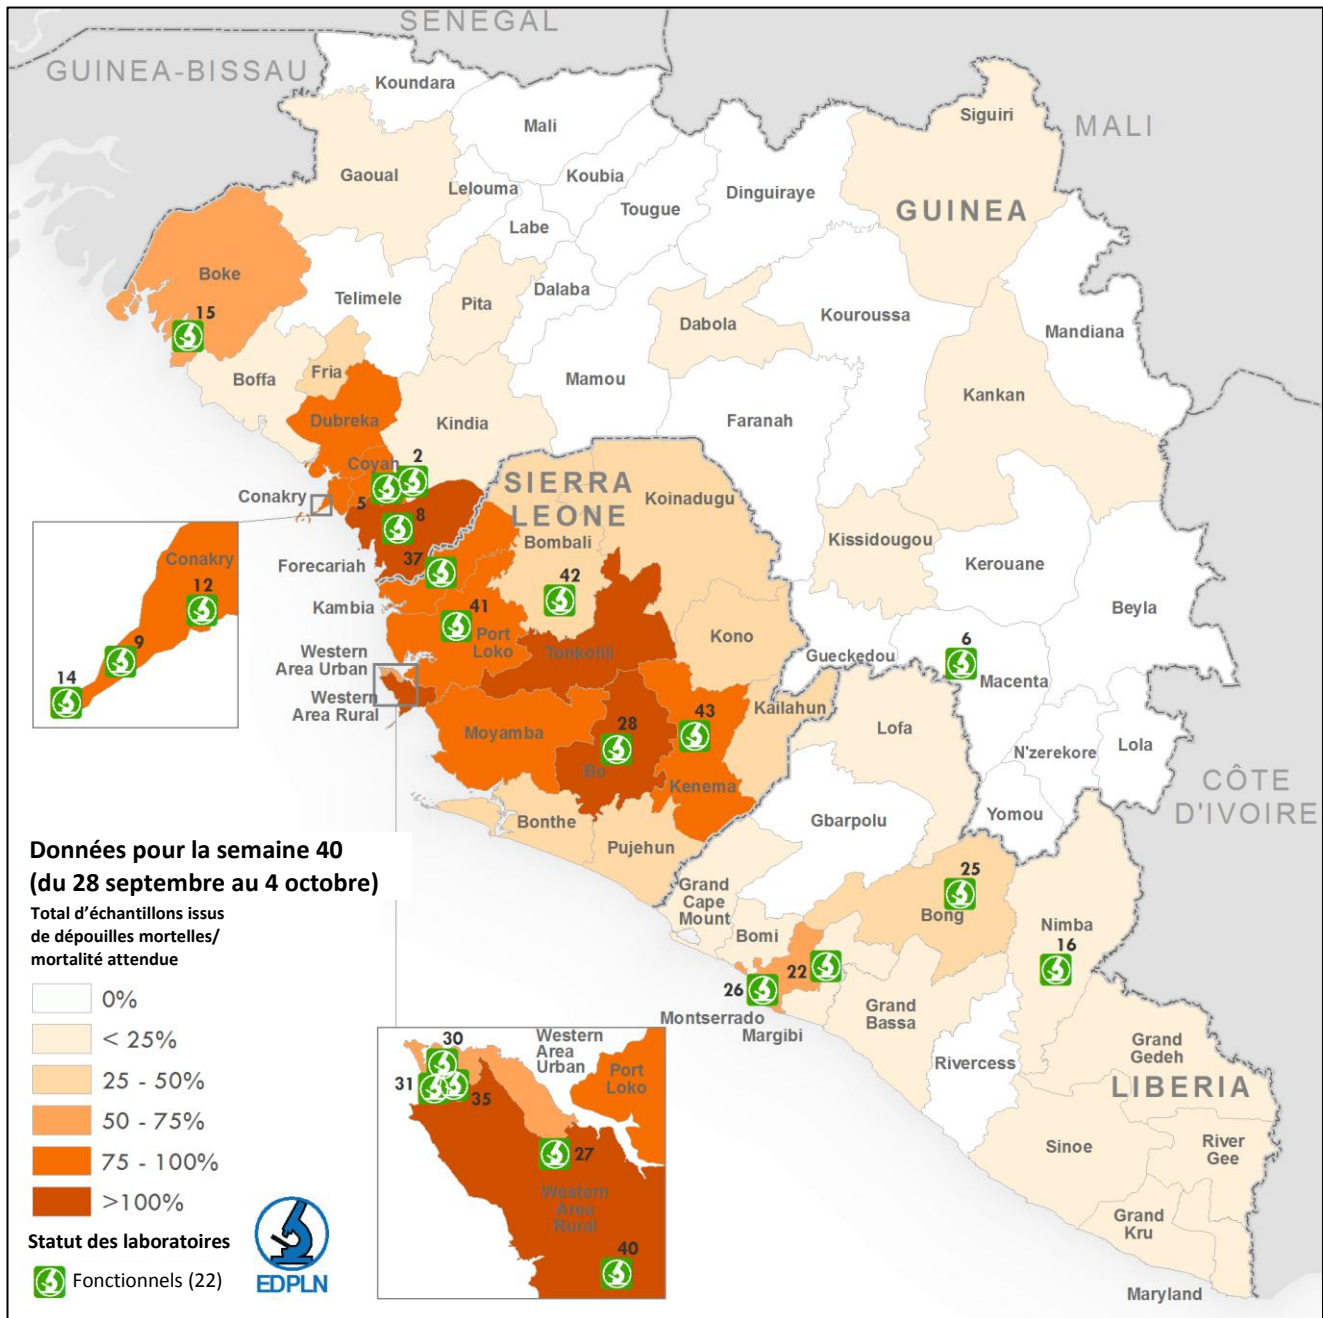 SENEGAL
GUINEA-BISSAU
Koundara
Mali
Siguiri
MALI
Gaoual
Lelouma
Koubia
Tougue
Dinguiraye
GUINEA
Labe
Boke
Telimele
Pita
Dalaba
Dabola
Kouroussa
Mandiana
15
Boffa
Fria
Mamou
Kankan
Dubreka
Kindia
Faranah
Coyah
2
SIERRA
LEONE
Koinadugu
Conakry
5
8
Bombali
Kissidougou
Kerouane
Forecariah
37
42
Beyla
Kambia
41
Port
Loko
Kono
6
Gueckedou
Macenta
Western
Area Urban
Tonkolili
Western
Area Rural
Kailahun
Conakry
12
9
14
Moyamba
28
Bo
43
Kenema
Lofa
N'zerekore
Lola
Yomou
CÔTE
D'IVOIRE
Bonthe
Pujehun
Gbarpolu
Grand
Cape
Mount
25
Bong
Nimba
16
Bomi
22
26
Montserrado
Margibi
Grand
Bassa
Rivercess
Grand
Gedeh
LIBERIA
Sinoe
River
Gee
Grand
Kru
Maryland
Données pour la semaine 40
(du 28 septembre au 4 octobre)
Total d'échantillons issus
de dépouilles mortelles/
mortalité attendue
0%
< 25%
25 - 50%
50 - 75%
75 - 100%
>100%
Statut des laboratoires
Fonctionnels (22)
EDPLN
30
Western
Area
Urban
Port
Loko
31
35
27
Western
Area
Rural
40